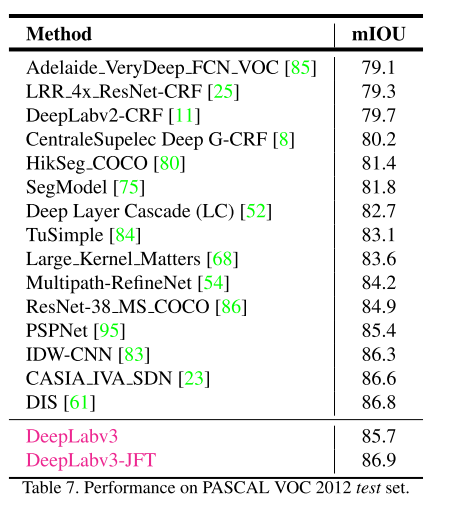 Method mIOU
Adelaide_VeryDeep_FCN_VOC [85] 79.1
LRR_4x_ResNet-CRF [25] 79.3
DeepLabv2-CRF [11] 79.7
CentraleSupelec Deep G-CRF [8] 80.2
HikSeg_COCO [80] 81.4
SegModel [75] 81.8
Deep Layer Cascade (LC) [52] 82.7
TuSimple [84] 83.1
Large_Kernel_Matters [68] 83.6
Multipath-RefineNet [54] 84.2
ResNet-38_MS_COCO [86] 84.9
PSPNet [95] 85.4
IDW-CNN [83] 86.3
CASIA_IVA_SDN [23] 86.6
DIS [61] 86.8
DeepLabv3 85.7
DeepLabv3-JFT 86.9
Table 7. Performance on PASCAL VOC 2012 test set.